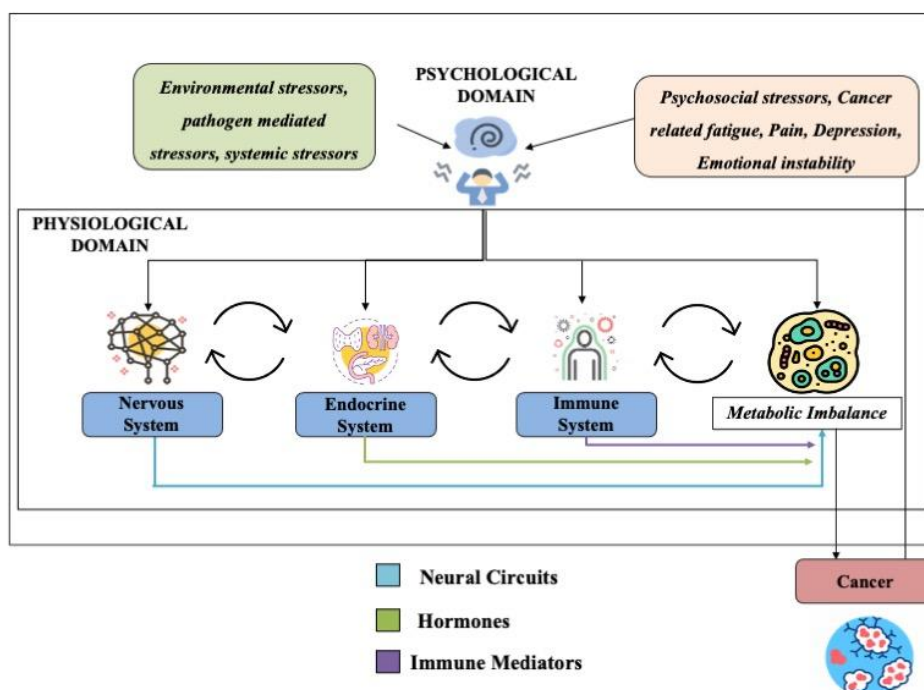 PSYCHOLOGICAL
DOMAIN
Environmental stressors,
pathogen mediated
stressors, systemic stressors
Psychosocial stressors, Cancer
related fatigue, Pain, Depression,
Emotional instability
PHYSIOLOGICAL
DOMAIN
Nervous
System
Endocrine
System
Immune
System
Metabolic Imbalance
Cancer
Neural Circuits
Hormones
Immune Mediators